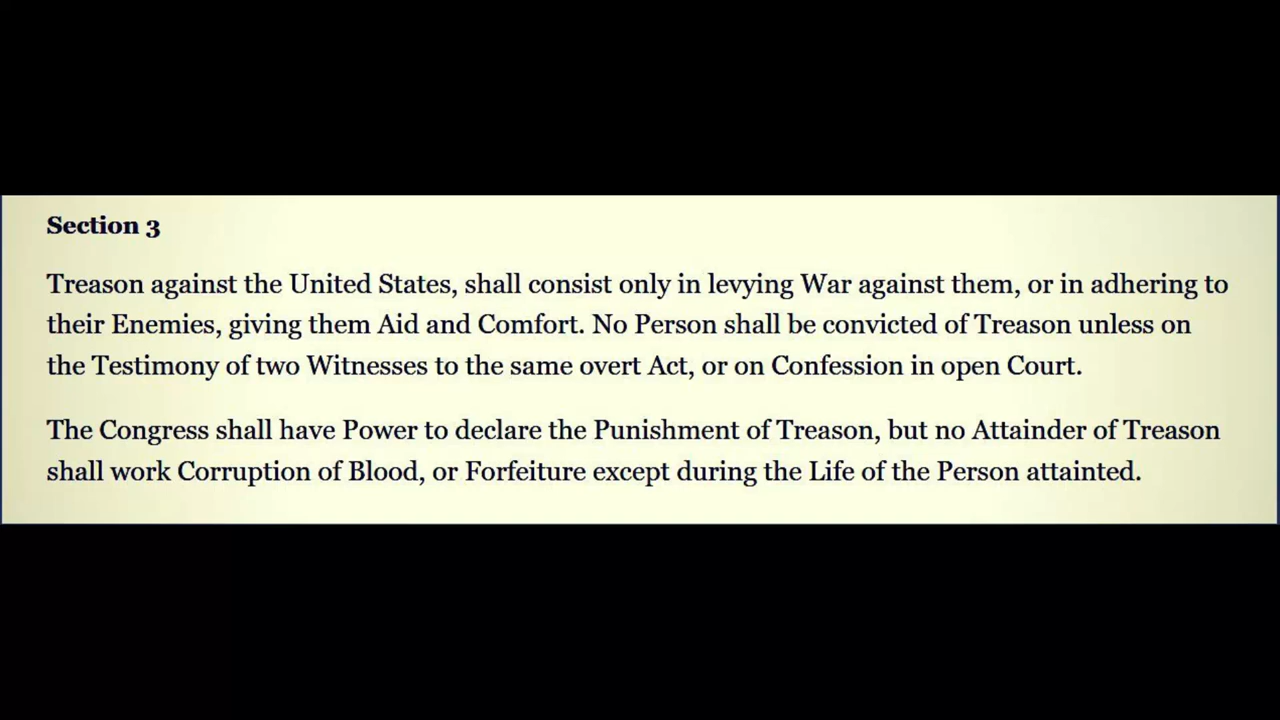 Section 3
Treason against the United States, shall consist only in levying War against them, or in adhering to
their Enemies, giving them Aid and Comfort. No Person shall be convicted of Treason unless on
the Testimony of two Witnesses to the same overt Act, or on Confession in open Court.
The Congress shall have Power to declare the Punishment of Treason, but no Attainder of Treason
shall work Corruption of Blood, or Forfeiture except during the Life of the Person attainted.